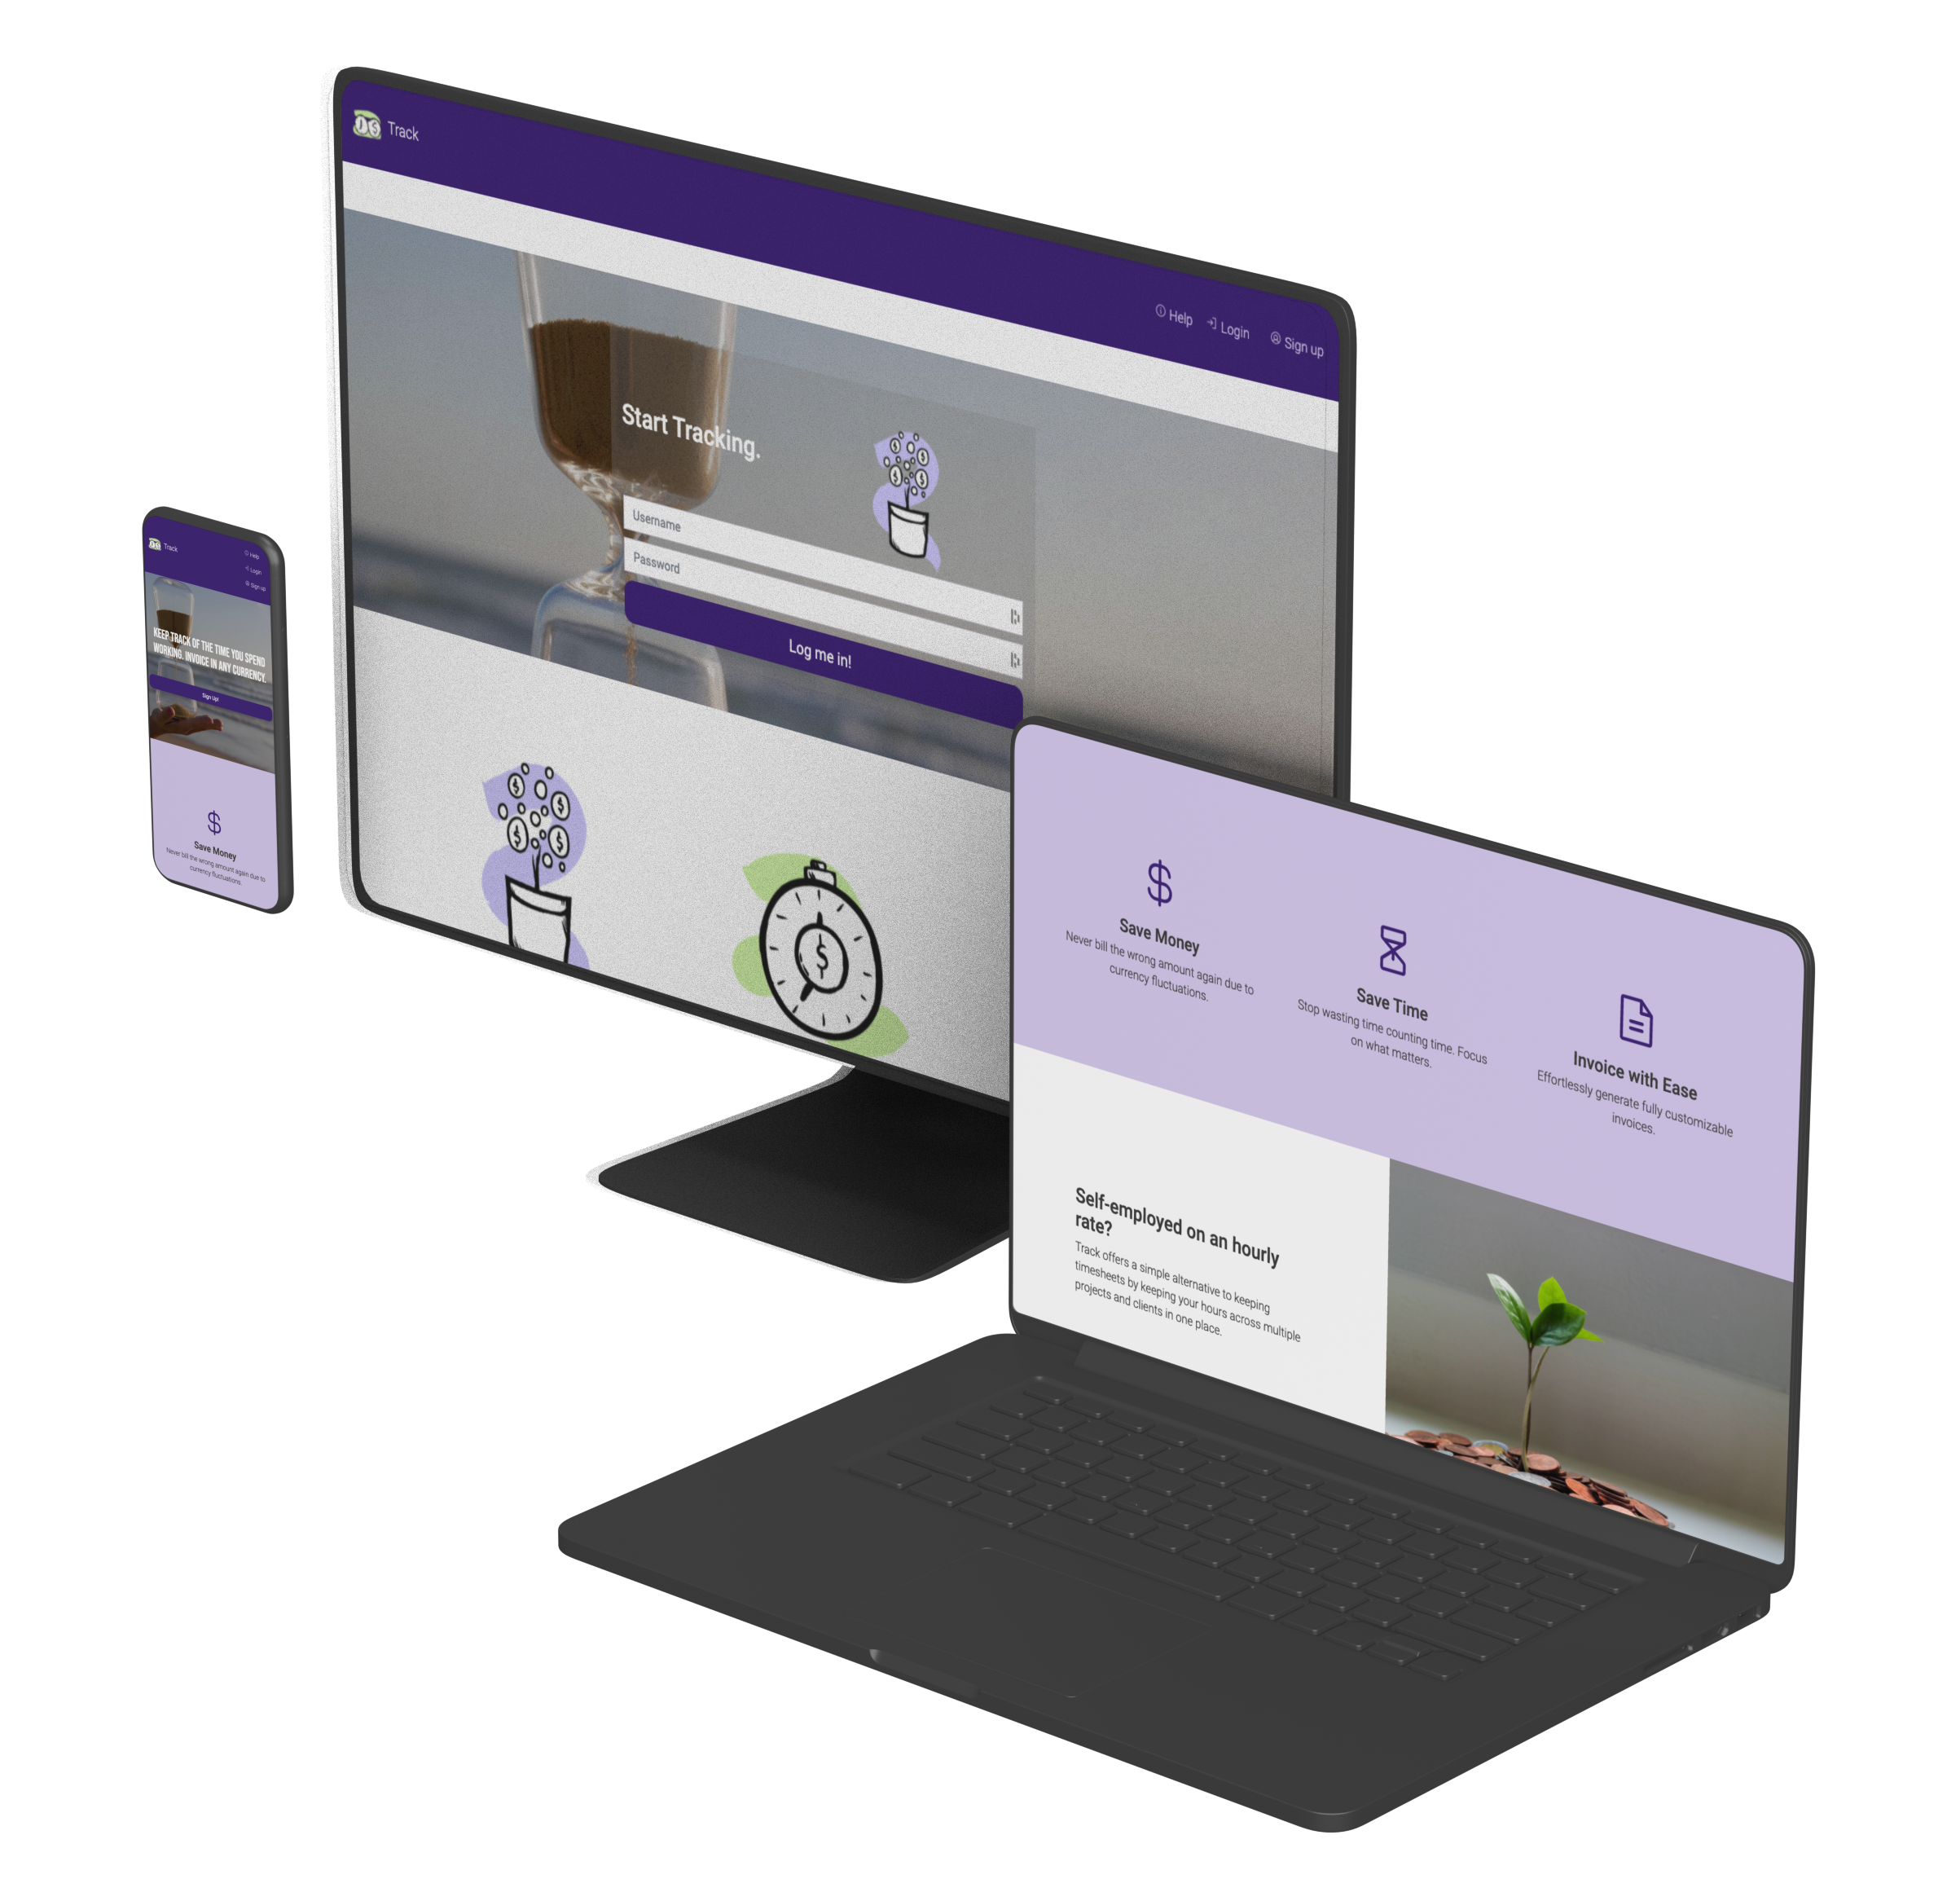 Track
Help
Login
Sign up
Start Tracking.
Username
Password
Log me in!
$
$
$
$
$
$
$
$
$
Track
Help
Login
Sign up
KEEP TRACK OF THE TIME YOU SPEND
WORKING. INVOICE IN ANY CURRENCY.
Sign Up!
$
Save Money
Never bill the wrong amount again due to
currency fluctuations.
$
Save Money
Never bill the wrong amount again due to
currency fluctuations.
Save Time
Stop wasting time counting time. Focus
on what matters.
Invoice with Ease
Effortlessly generate fully customizable
invoices.
Self-employed on an hourly
rate?
Track offers a simple alternative to keeping
timesheets by keeping your hours across multiple
projects and clients in one place.